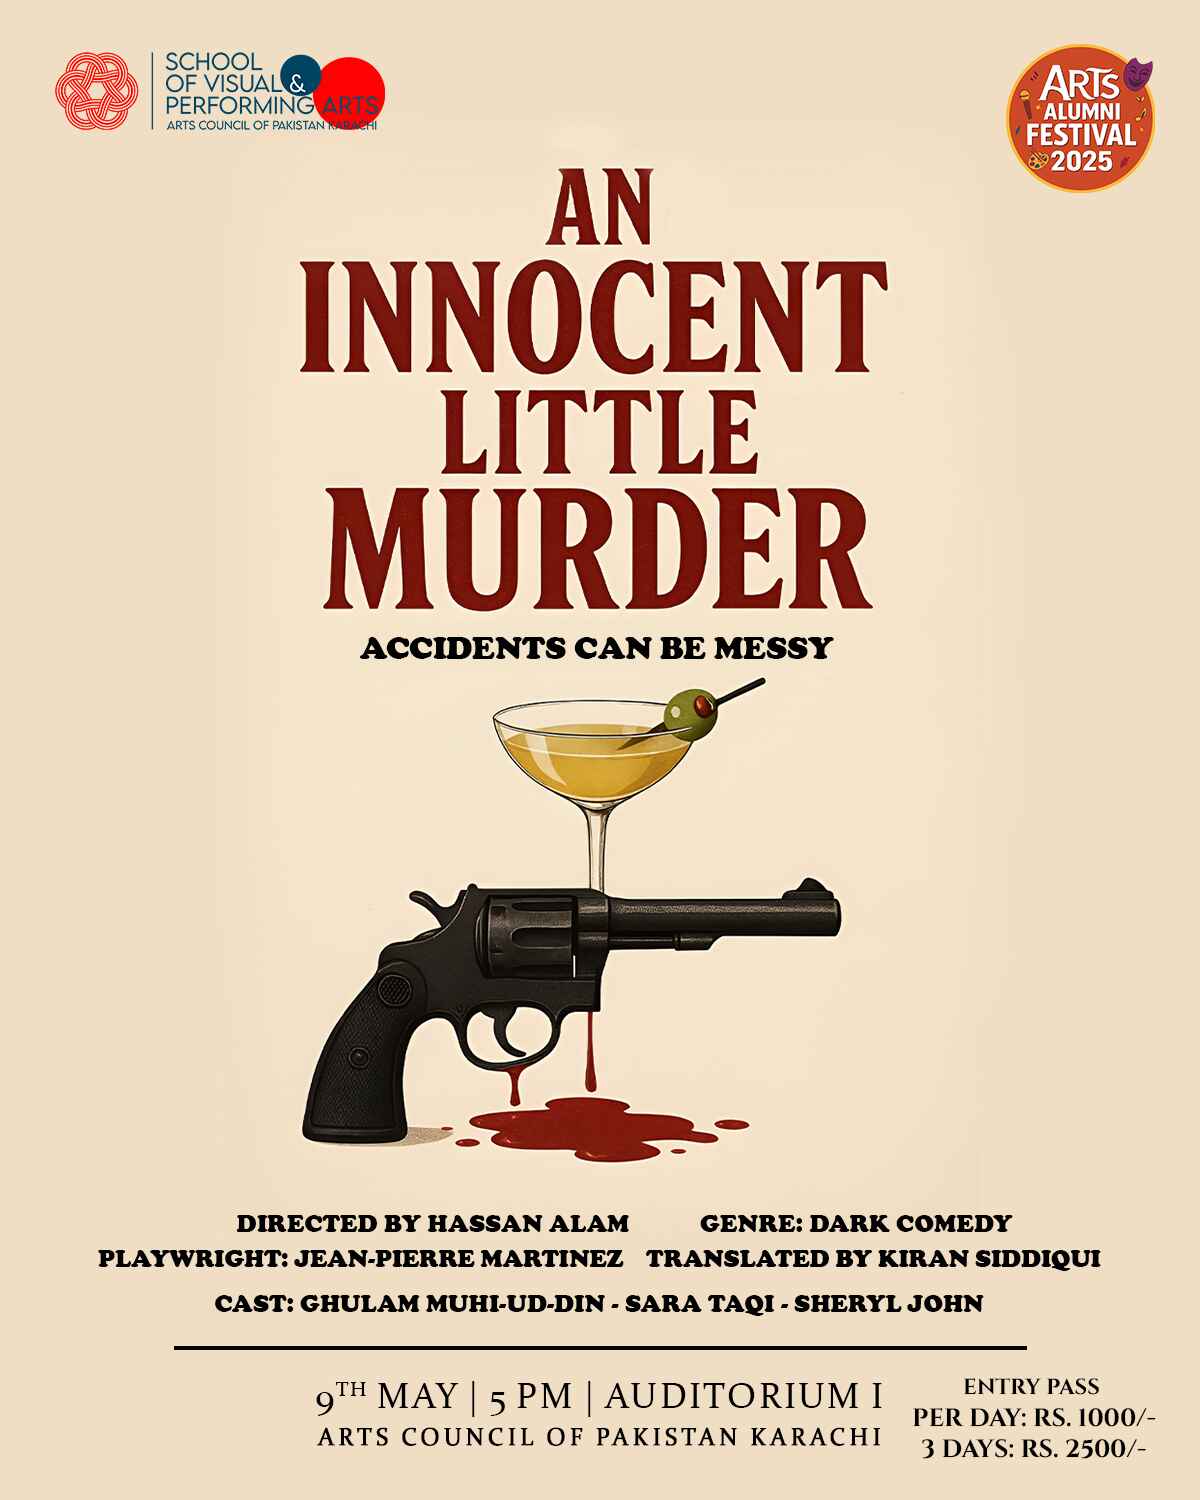 SCHOOL
OF VISUAL &
PERFORMING ARTS
ARTS COUNCIL OF PAKISTAN KARACHI
ARTS
ALUMNI
FESTIVAL
2025
AN
INNOCENT
LITTLE
MURDER
ACCIDENTS CAN BE MESSY
DIRECTED BY HASSAN ALAM GENRE: DARK COMEDY
PLAYWRIGHT: JEAN-PIERRE MARTINEZ TRANSLATED BY KIRAN SIDDIQUI
CAST: GHULAM MUHI-UD-DIN - SARA TAQI - SHERYL JOHN
9TH MAY | 5 PM | AUDITORIUM I
ARTS COUNCIL OF PAKISTAN KARACHI
ENTRY PASS
PER DAY: RS. 1000/-
3 DAYS: RS. 2500/-